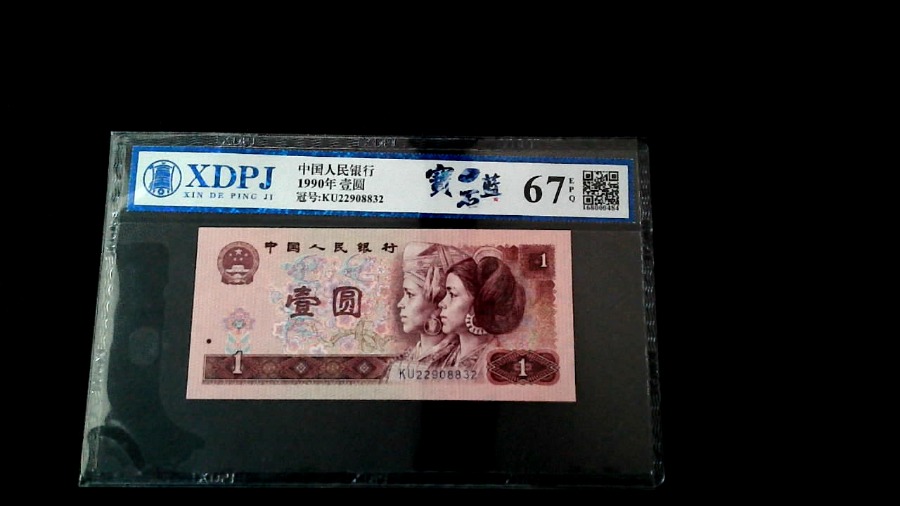 XDPJ
XIN DE PING JI
中国人民银行
1990年 壹圆
冠号:KU22908832
67
EPQ
中国人民银行
1
壹圆
1
KU22908832
1